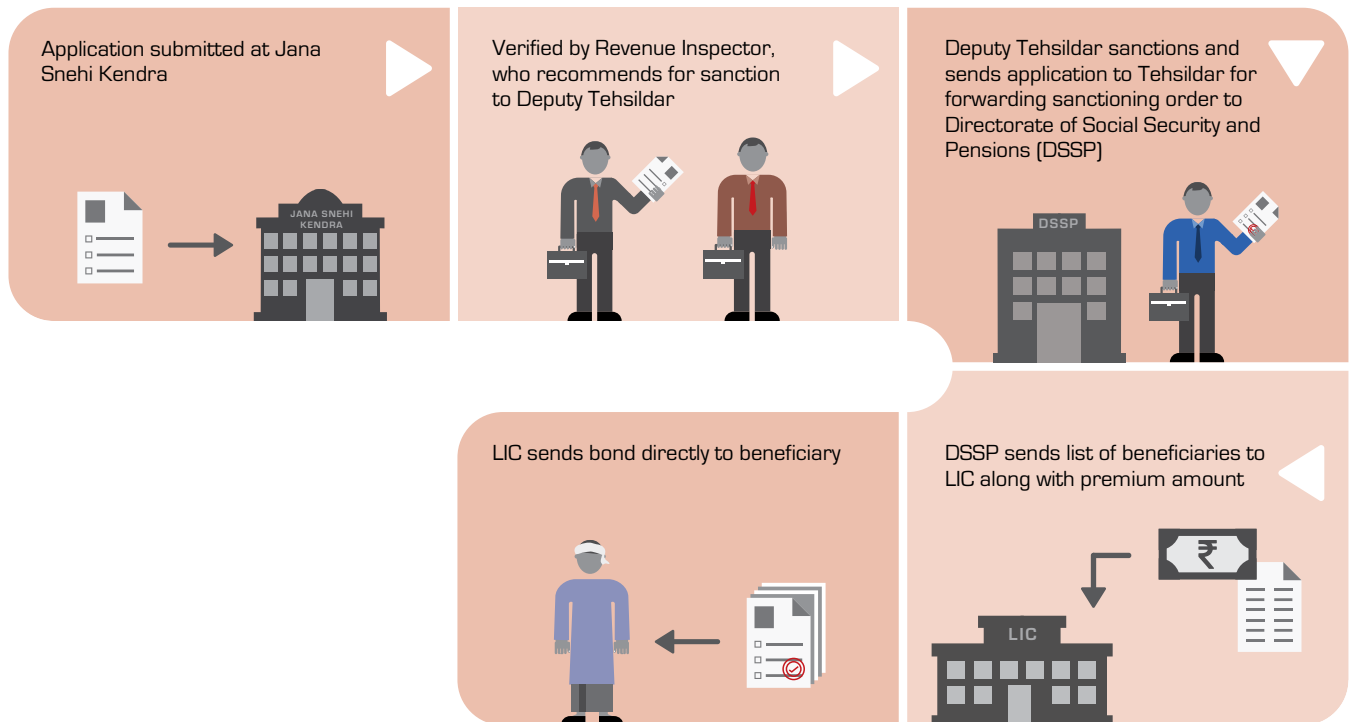 Application submitted at Jana
Snehi Kendra
JANA SNEHI
KENDRA
Verified by Revenue Inspector,
who recommends for sanction
to Deputy Tehsildar
Deputy Tehsildar sanctions and
sends application to Tehsildar for
forwarding sanctioning order to
Directorate of Social Security and
Pensions (DSSP)
DSSP
DSSP sends list of beneficiaries to
LIC along with premium amount
₹
LIC
LIC sends bond directly to beneficiary